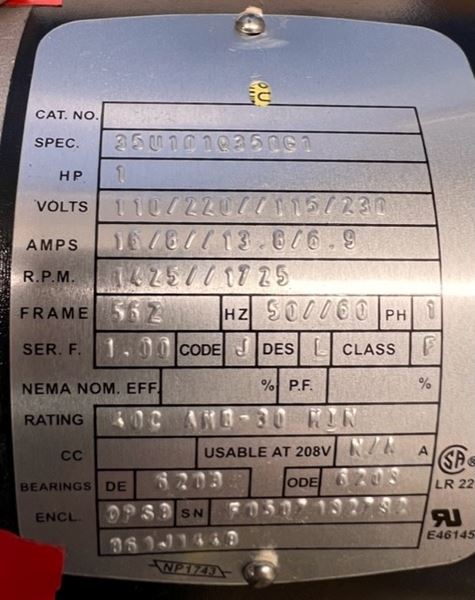 CAT. NO.
SPEC. 35U101Q350G1
HP 1
VOLTS 110/220//115/230
AMPS 16/8//13.8/6.9
R.P.M. 1425//1725
FRAME 56Z HZ 50//60 PH 1
SER. F. 1.00 CODE J DES L CLASS F
NEMA NOM. EFF. % P.F. %
RATING 40C AMB-30 MIN
CC USABLE AT 208V N/A A
BEARINGS DE 6203 ODE 6203
LR 22
ENCL. OPSB SN
E46145
NP1743